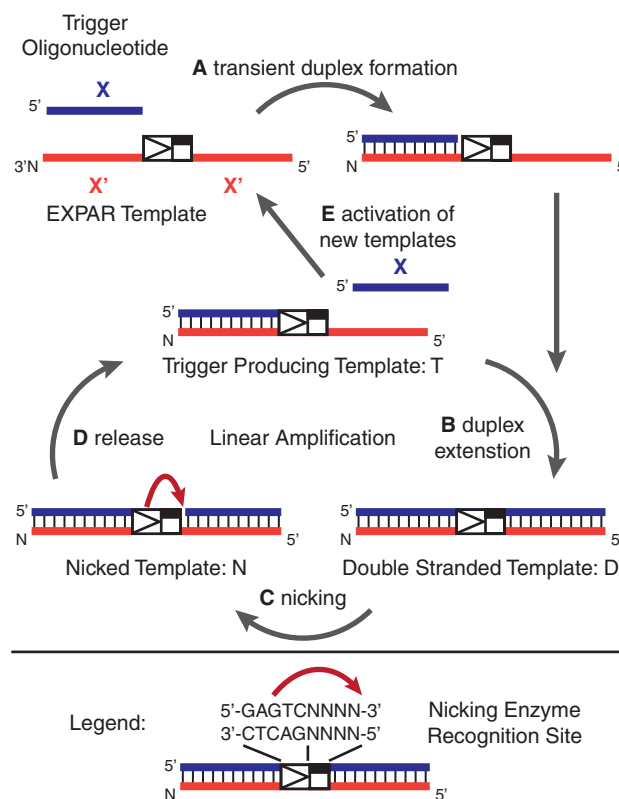 Trigger
Oligonucleotide
X
5’
A transient duplex formation
3’N
5’
X’
X’
EXPAR Template
N
5’
E activation of
new templates
X
5’
5’
N
5’
Trigger Producing Template: T
D release
Linear Amplification
B duplex
extenstion
5’
N
5’
Nicked Template: N
5’
N
5’
Double Stranded Template: D
C nicking
Legend:
5’-GAGTCNNNN-3’
3’-CTCAGNNNN-5’
Nicking Enzyme
Recognition Site
5’
N
5’